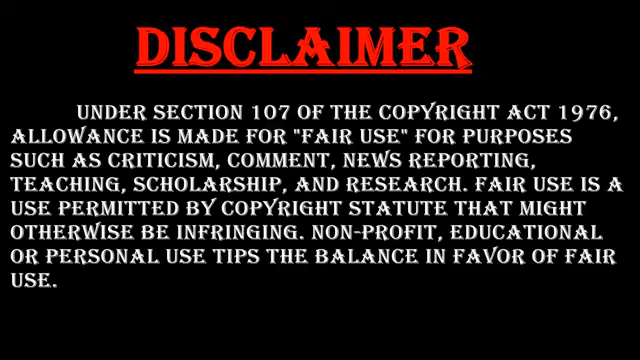 DISCLAIMER
UNDER SECTION 107 OF THE COPYRIGHT ACT 1976,
ALLOWANCE IS MADE FOR "FAIR USE" FOR PURPOSES
SUCH AS CRITICISM, COMMENT, NEWS REPORTING,
TEACHING, SCHOLARSHIP, AND RESEARCH. FAIR USE IS A
USE PERMITTED BY COPYRIGHT STATUTE THAT MIGHT
OTHERWISE BE INFRINGING. NON-PROFIT, EDUCATIONAL
OR PERSONAL USE TIPS THE BALANCE IN FAVOR OF FAIR
USE.